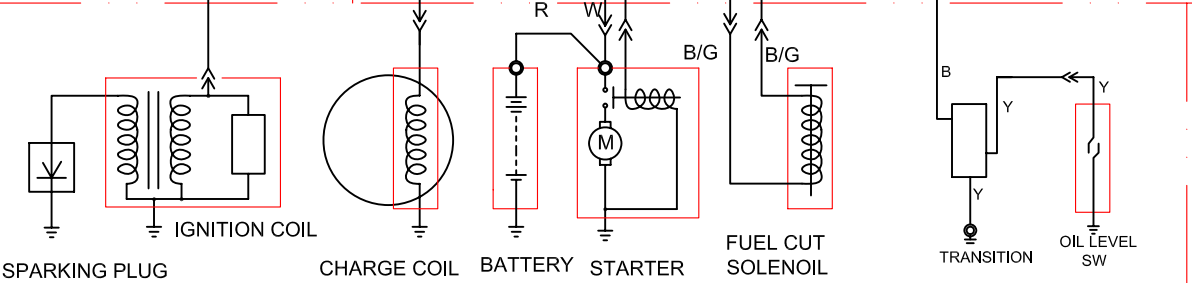 R
W
B/G
B/G
B
Y
Y
M
Y
IGNITION COIL
SPARKING PLUG
CHARGE COIL
BATTERY
STARTER
FUEL CUT
SOLENOIL
TRANSITION
OIL LEVEL
SW